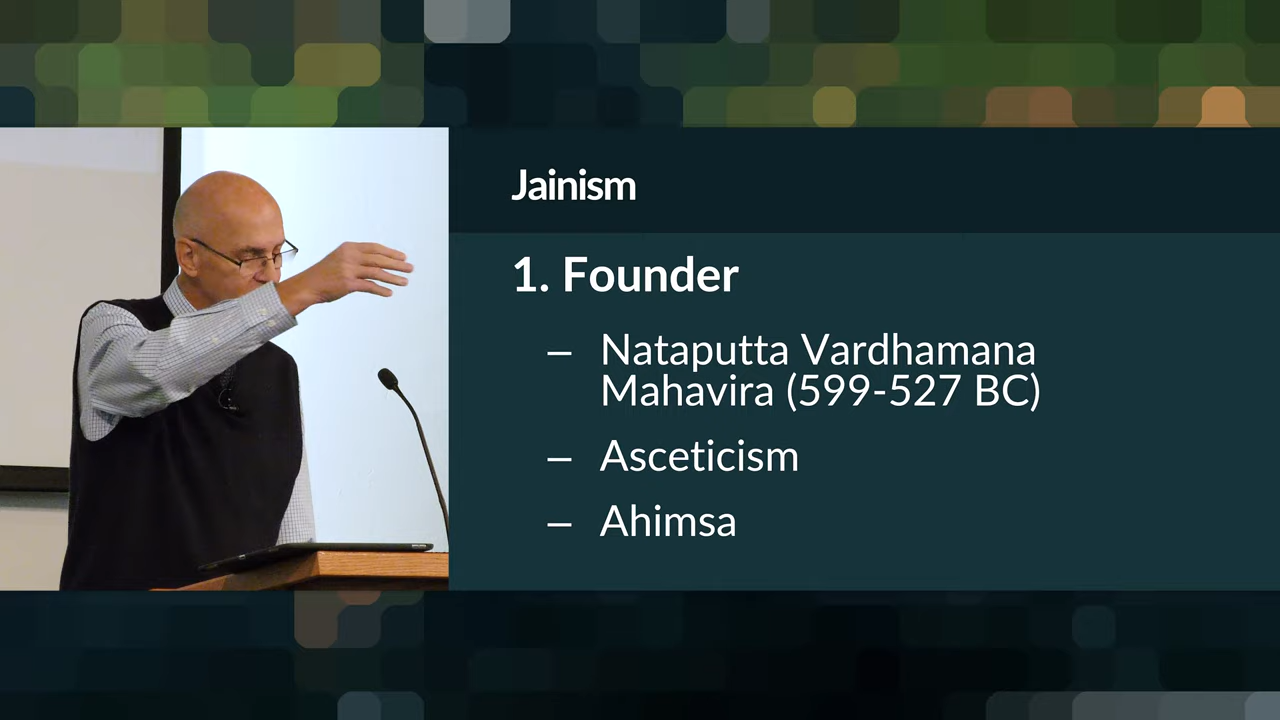 Jainism
1. Founder
– Nataputta Vardhamana
Mahavira (599-527 BC)
– Asceticism
– Ahimsa